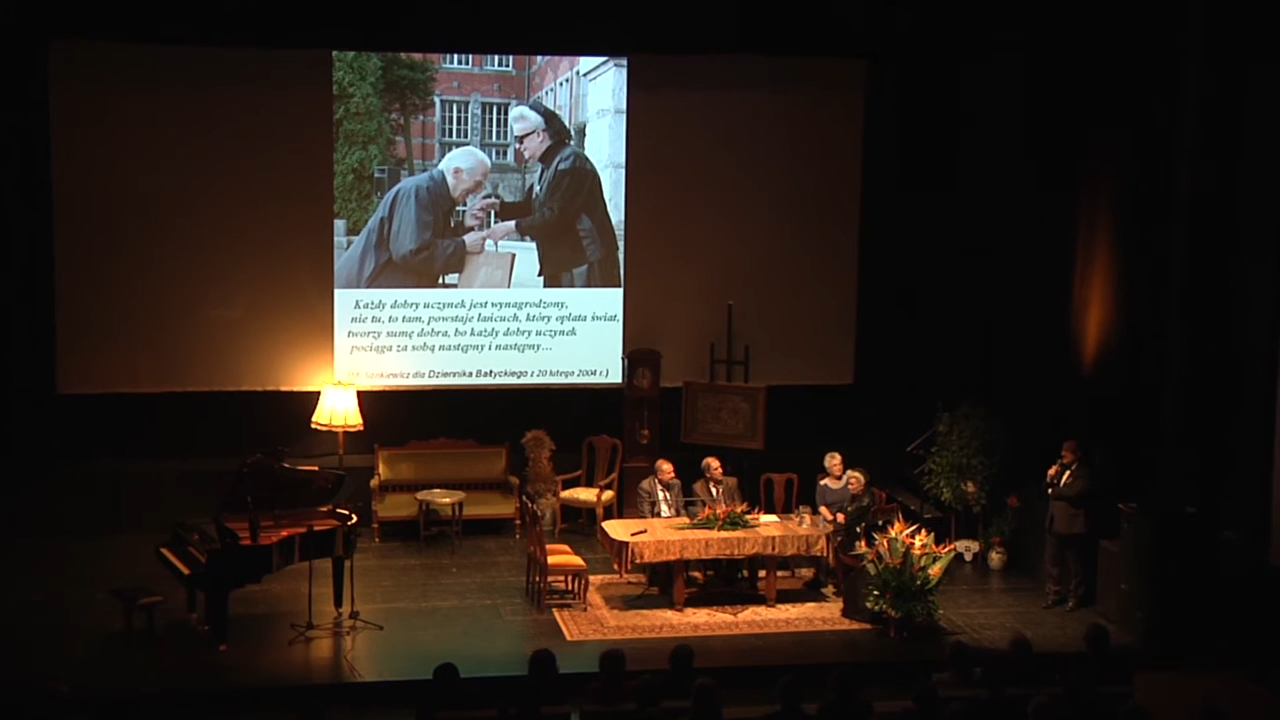 Każdy dobry uczynek jest wynagrodzony,
nie tu, to tam, powstaje łańcuch, który oplata świat,
tworzy sumę dobra, bo każdy dobry uczynek
pociąga za sobą następny i następny...
dla Dziennika Bałtyckiego z 20 lutego 2004 r.)